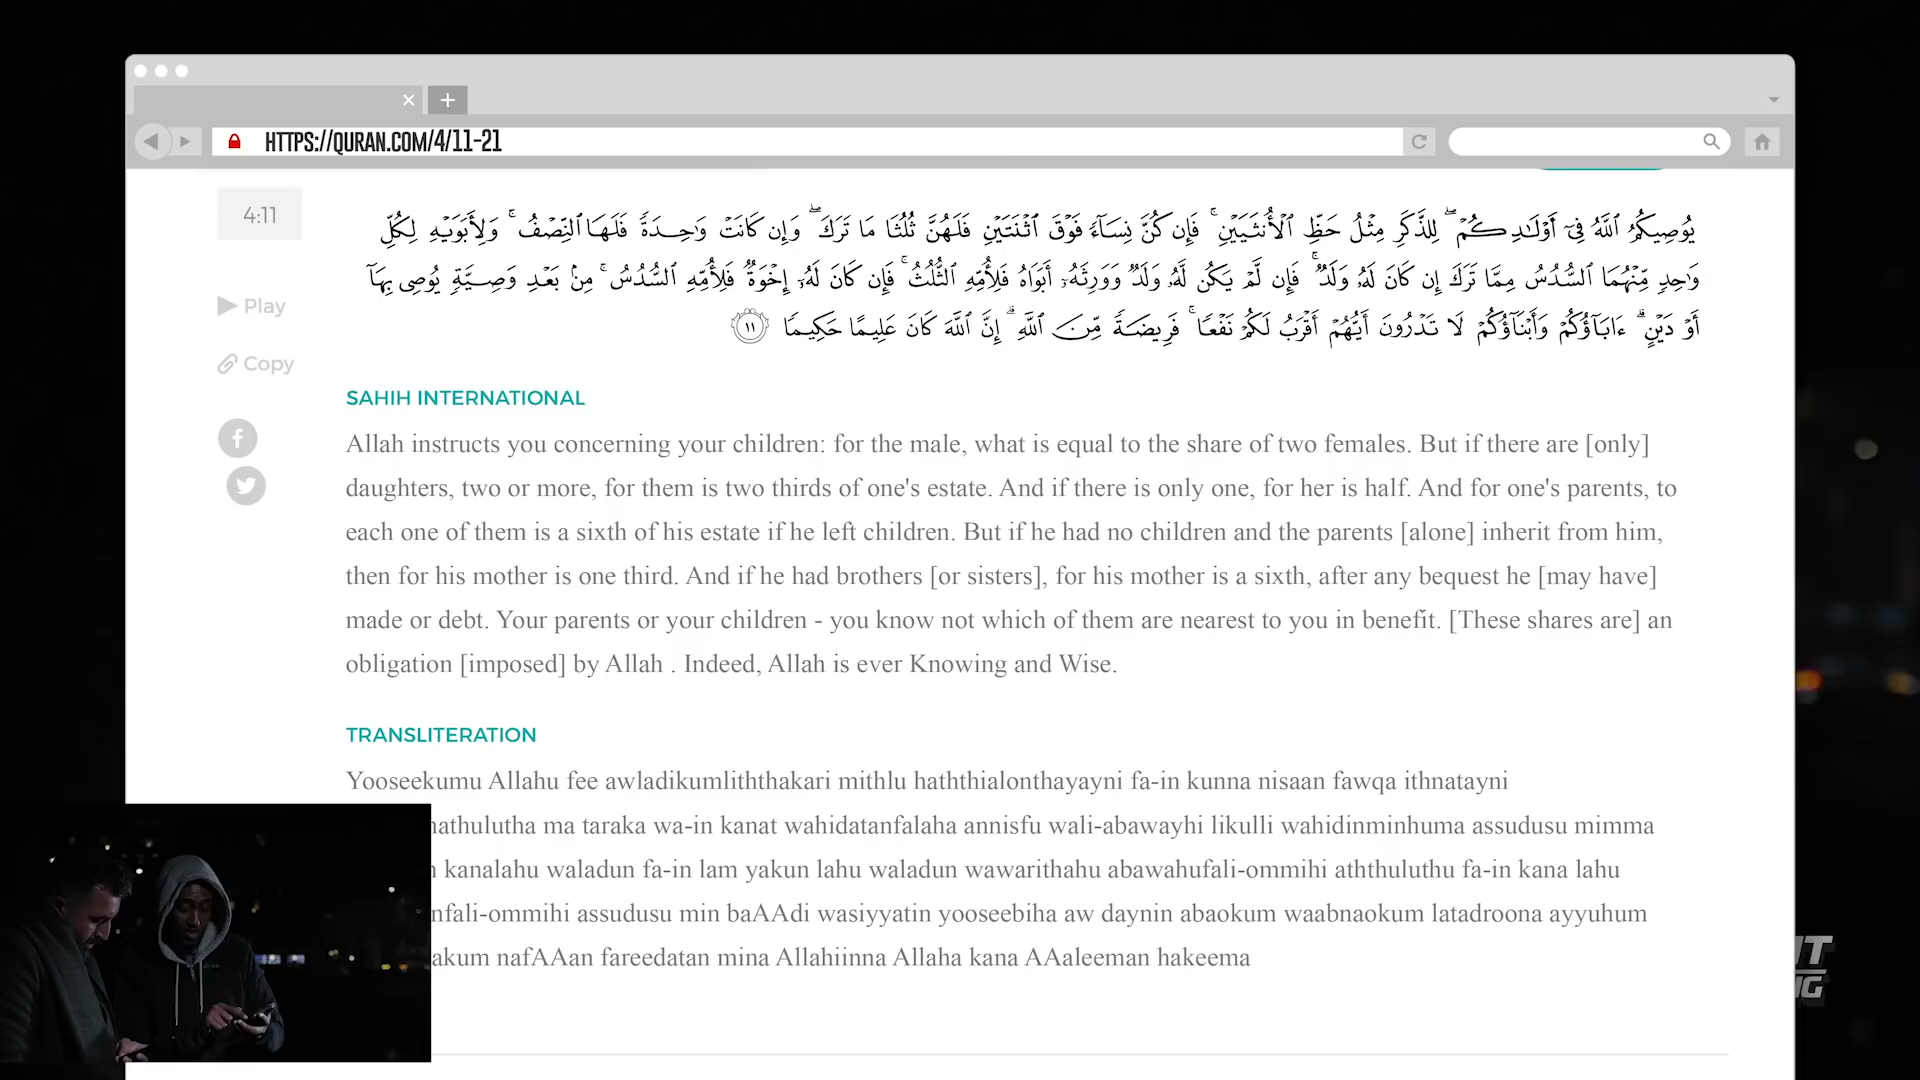 HTTPS://QURAN.COM/4/11-21
4:11
يُوصِيكُمُ ٱللَّهُ فِىٓ أَوْلَـٰدِكُمْ ۖ لِلذَّكَرِ مِثْلُ حَظِّ ٱلْأُنثَيَيْنِ ۚ فَإِن كُنَّ نِسَآءً فَوْقَ ٱثْنَتَيْنِ فَلَهُنَّ ثُلُثَا مَا تَرَكَ ۖ وَإِن كَانَتْ وَٰحِدَةً فَلَهَا ٱلنِّصْفُ ۚ وَلِأَبَوَيْهِ لِكُلِّ
وَٰحِدٍ مِّنْهُمَا ٱلسُّدُسُ مِمَّا تَرَكَ إِن كَانَ لَهُۥ وَلَدٌ ۚ فَإِن لَّمْ يَكُن لَّهُۥ وَلَدٌ وَوَرِثَهُۥٓ أَبَوَاهُ فَلِأُمِّهِ ٱلثُّلُثُ ۚ فَإِن كَانَ لَهُۥٓ إِخْوَةٌ فَلِأُمِّهِ ٱلسُّدُسُ ۚ مِنۢ بَعْدِ وَصِيَّةٍ يُوصِى بِهَآ
أَوْ دَيْنٍ ۗ ءَابَآؤُكُمْ وَأَبْنَآؤُكُمْ لَا تَدْرُونَ أَيُّهُمْ أَقْرَبُ لَكُمْ نَفْعًا ۚ فَرِيضَةً مِّنَ ٱللَّهِ ۗ إِنَّ ٱللَّهَ كَانَ عَلِيمًا حَكِيمًا ١١
Play
Copy
SAHIH INTERNATIONAL
Allah instructs you concerning your children: for the male, what is equal to the share of two females. But if there are [only]
daughters, two or more, for them is two thirds of one's estate. And if there is only one, for her is half. And for one's parents, to
each one of them is a sixth of his estate if he left children. But if he had no children and the parents [alone] inherit from him,
then for his mother is one third. And if he had brothers [or sisters], for his mother is a sixth, after any bequest he [may have]
made or debt. Your parents or your children - you know not which of them are nearest to you in benefit. [These shares are] an
obligation [imposed] by Allah . Indeed, Allah is ever Knowing and Wise.
TRANSLITERATION
Yooseekumu Allahu fee awladikumliththakari mithlu haththialonthayayni fa-in kunna nisaan fawqa ithnatayni
nathulutha ma taraka wa-in kanat wahidatanfalaha annisfu wali-abawayhi likulli wahidinminhuma assudusu mimma
kanalahu waladun fa-in lam yakun lahu waladun wawarithahu abawahufali-ommihi aththuluthu fa-in kana lahu
nfali-ommihi assudusu min baAAdi wasiyyatin yooseebiha aw daynin abaokum waabnaokum latadroona ayyuhum
akum nafAAan fareedatan mina Allahiinna Allaha kana AAaleeman hakeema